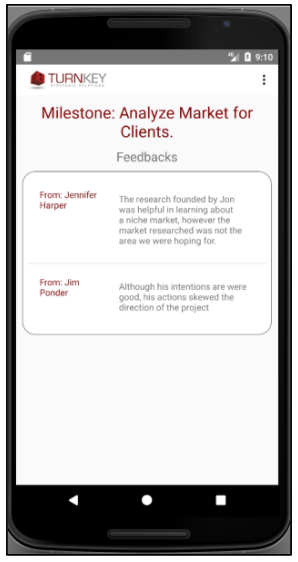 9:10
TURNKEY
STRATEGIC SOLUTIONS
Milestone: Analyze Market for
Clients.
Feedbacks
From: Jennifer
Harper
The research founded by Jon
was helpful in learning about
a niche market, however the
market researched was not the
area we were hoping for.
From: Jim
Ponder
Although his intentions are were
good, his actions skewed the
direction of the project